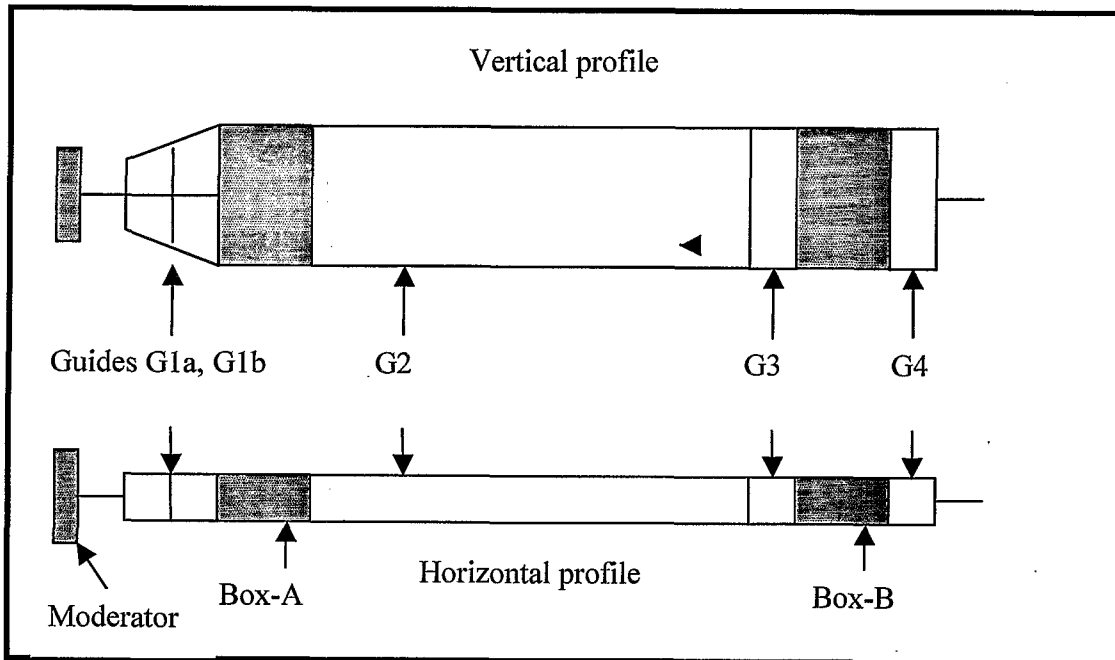 Vertical profile
Guides G1a, G1b
G2
G3
G4
Moderator
Box-A
Horizontal profile
Box-B